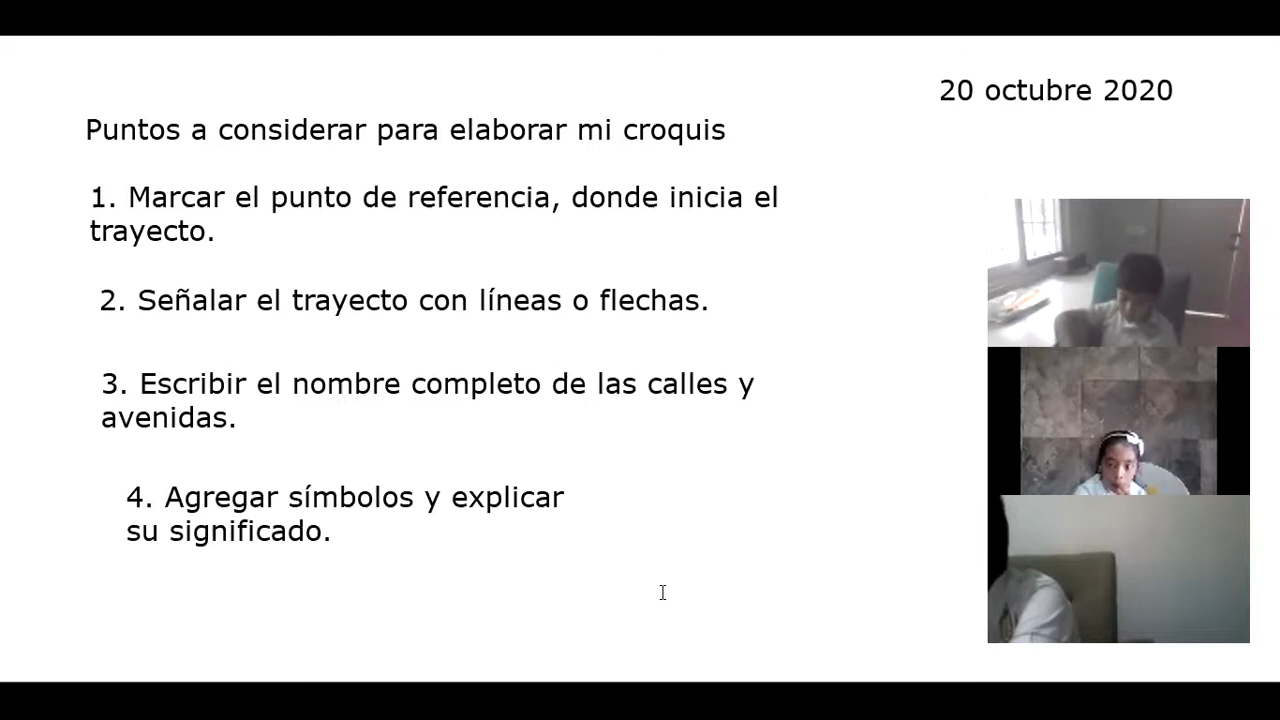 20 octubre 2020
Puntos a considerar para elaborar mi croquis
1. Marcar el punto de referencia, donde inicia el
trayecto.
2. Señalar el trayecto con líneas o flechas.
3. Escribir el nombre completo de las calles y
avenidas.
4. Agregar símbolos y explicar
su significado.